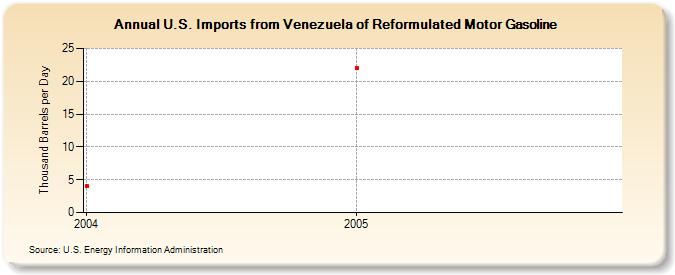 Annual U.S. Imports from Venezuela of Reformulated Motor Gasoline
Thousand Barrels per Day
25
20
15
10
5
0
2004 2005
Source: U.S. Energy Information Administration